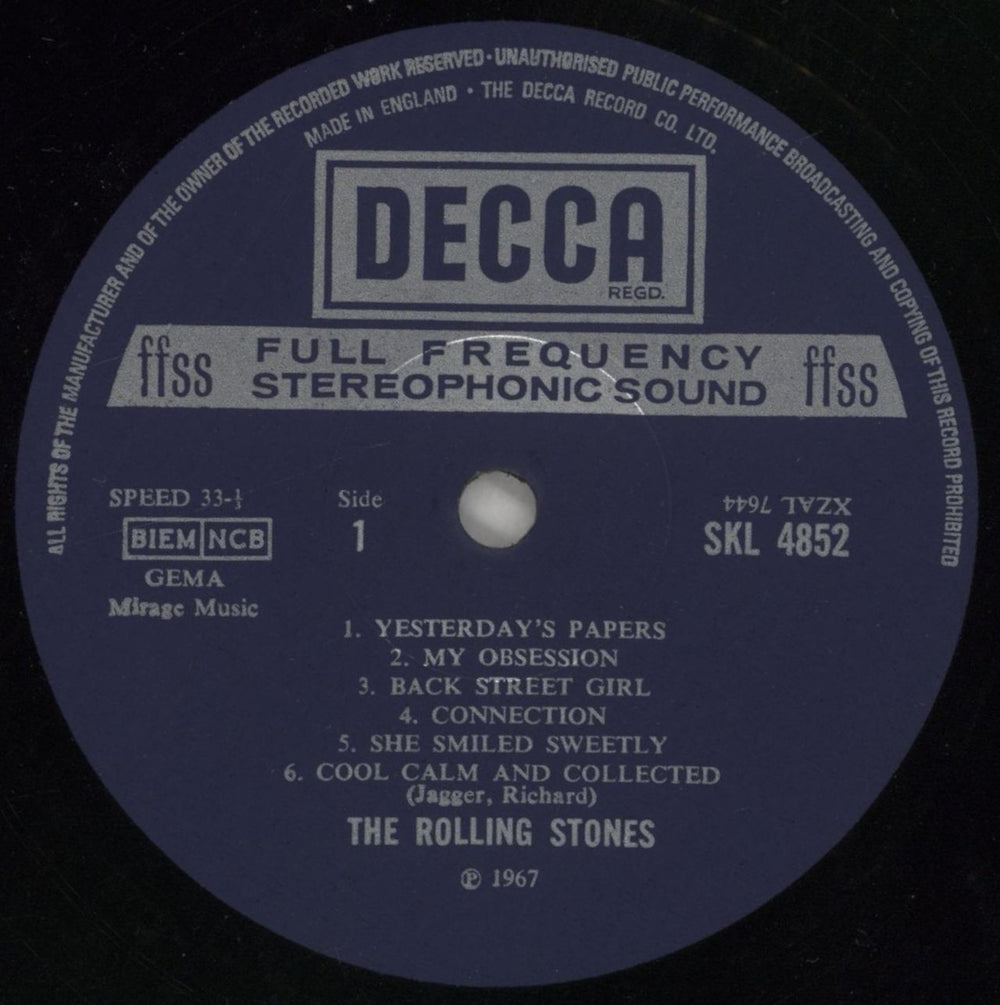 ALL RIGHTS OF THE MANUFACTURER AND OF THE OWNER OF THE RECORDED WORK RESERVED · UNAUTHORISED PUBLIC PERFORMANCE BROADCASTING AND COPYING OF THIS RECORD PROHIBITED
MADE IN ENGLAND · THE DECCA RECORD CO. LTD.
DECCA
REGD.
ffss FULL FREQUENCY ffss
STEREOPHONIC SOUND
SPEED 33-⅓
BIEM NCB
GEMA
Mirage Music
Side
1
XZAL 7644
SKL 4852
1. YESTERDAY'S PAPERS
2. MY OBSESSION
3. BACK STREET GIRL
4. CONNECTION
5. SHE SMILED SWEETLY
6. COOL CALM AND COLLECTED
(Jagger, Richard)
THE ROLLING STONES
℗ 1967